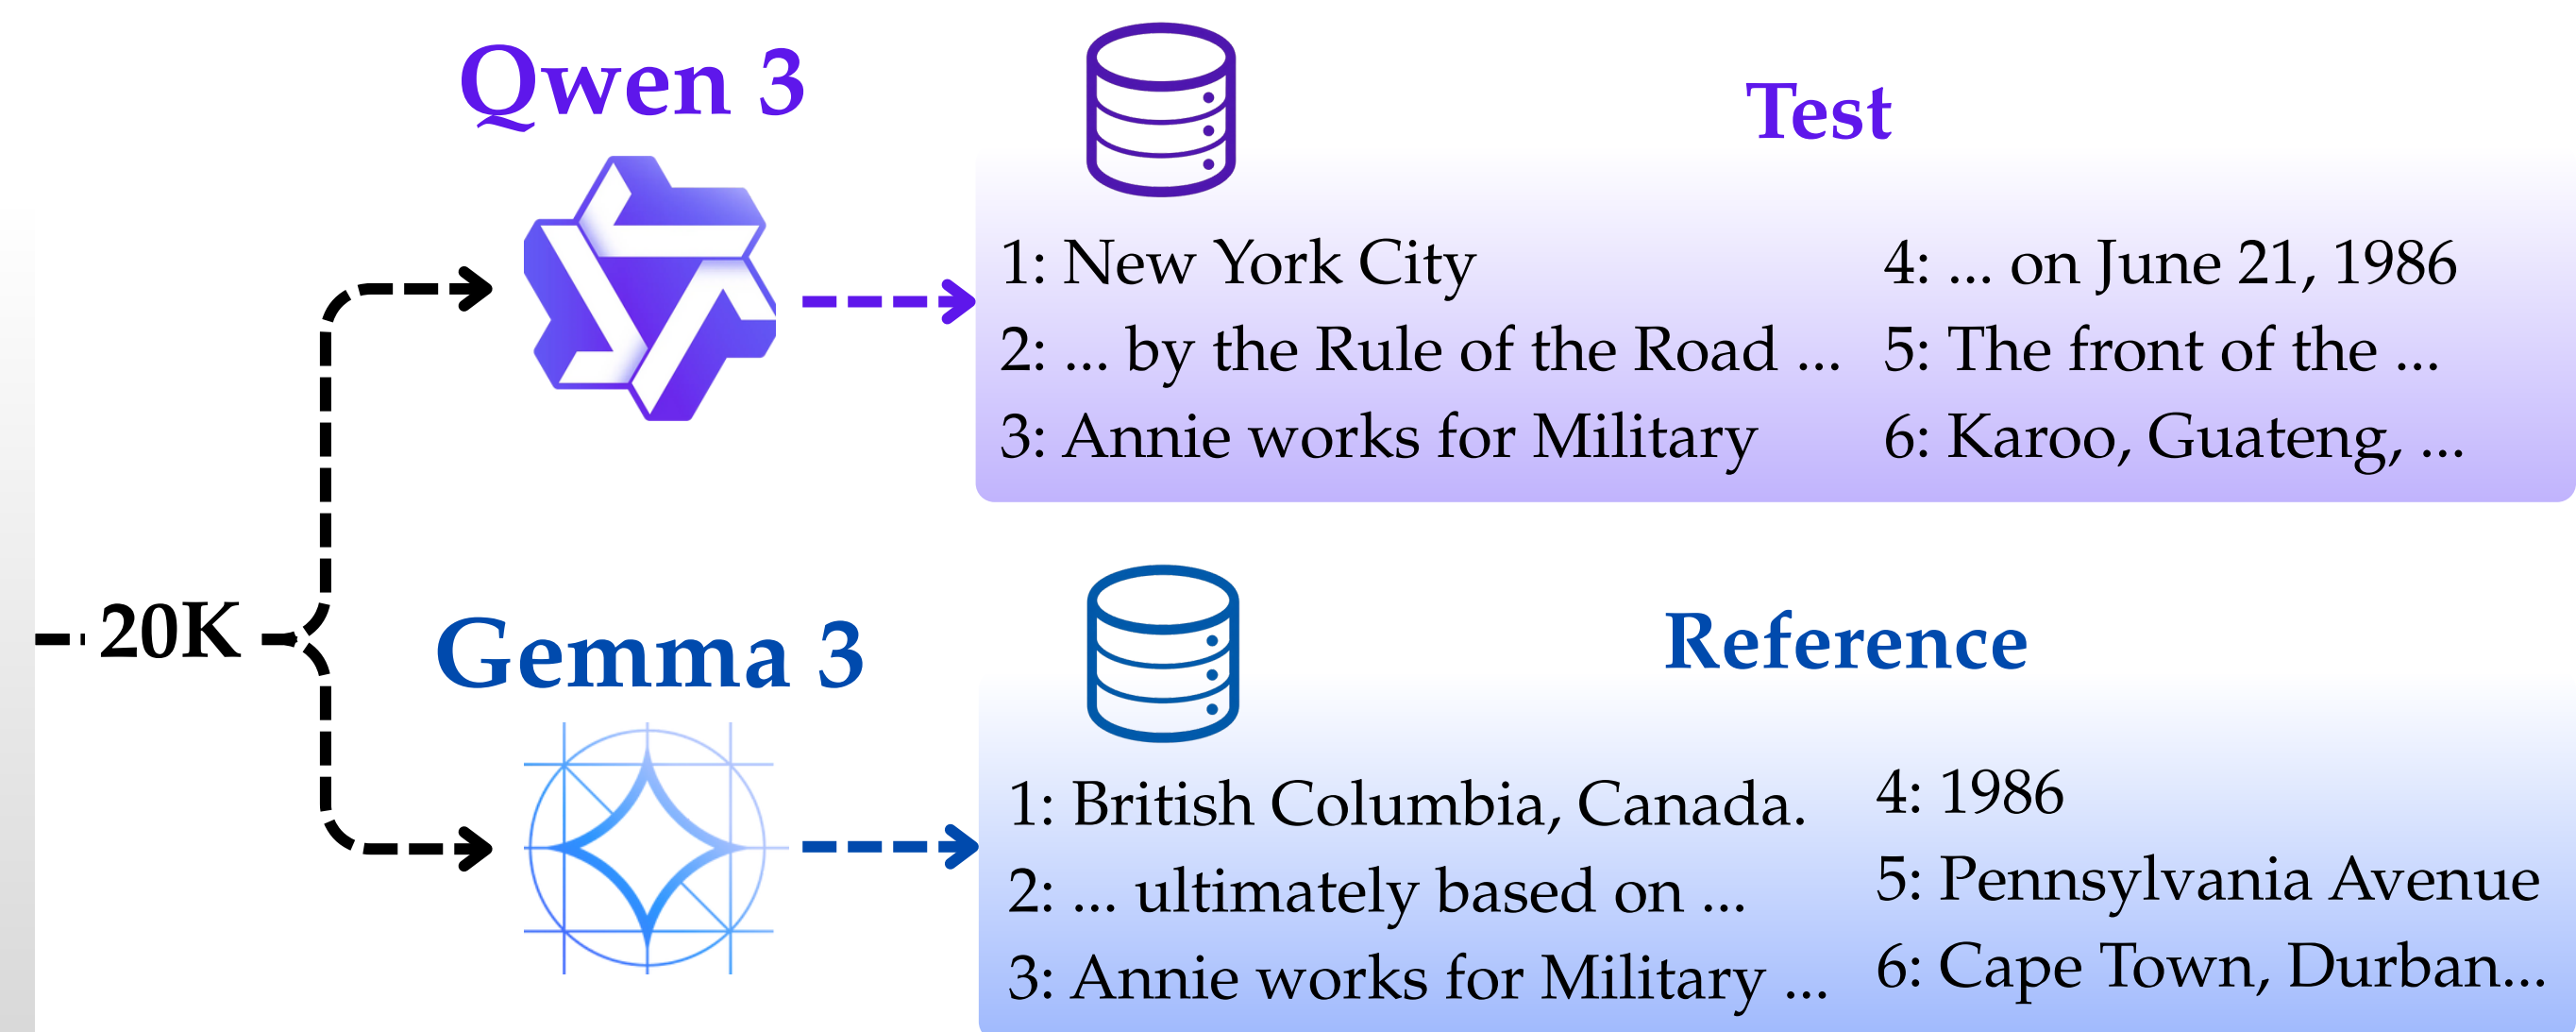 Qwen 3
Test
1: New York City
2: ... by the Rule of the Road ...
3: Annie works for Military
4: ... on June 21, 1986
5: The front of the ...
6: Karoo, Guateng, ...
20K
Gemma 3
Reference
1: British Columbia, Canada.
2: ... ultimately based on ...
3: Annie works for Military ...
4: 1986
5: Pennsylvania Avenue
6: Cape Town, Durban...